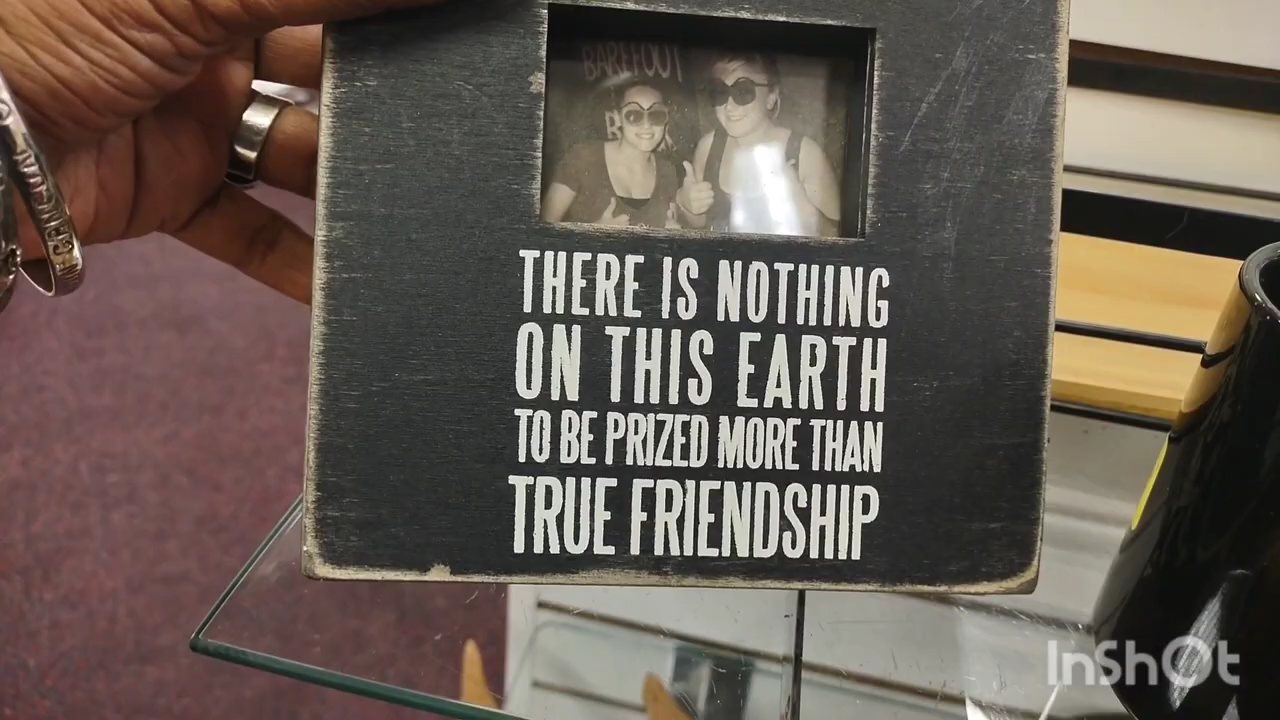 BAREFOOT
THERE IS NOTHING
ON THIS EARTH
TO BE PRIZED MORE THAN
TRUE FRIENDSHIP
InShOt